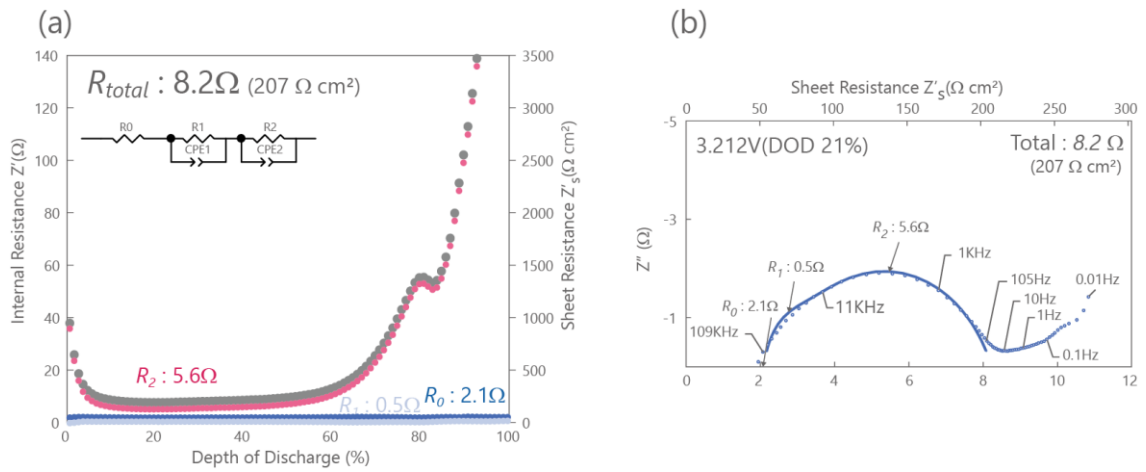 (a)
Internal Resistance Z'(Ω)
140
120
100
80
60
40
20
0
R_total : 8.2Ω (207 Ω cm²)
R0
R1
R2
CPE1
CPE2
R₂ : 5.6Ω
R₁ : 0.5Ω
R₀ : 2.1Ω
3500
3000
2500
2000
1500
1000
500
0
Sheet Resistance Z'ₛ(Ω cm²)
0 20 40 60 80 100
Depth of Discharge (%)
(b)
Sheet Resistance Z'ₛ(Ω cm²)
0 50 100 150 200 250 300
Z″ (Ω)
-5
-3
-1
3.212V(DOD 21%)
Total : 8.2 Ω
(207 Ω cm²)
R₂ : 5.6Ω
R₁ : 0.5Ω
R₀ : 2.1Ω
109KHz
11KHz
1KHz
105Hz
10Hz
1Hz
0.1Hz
0.01Hz
0 2 4 6 8 10 12